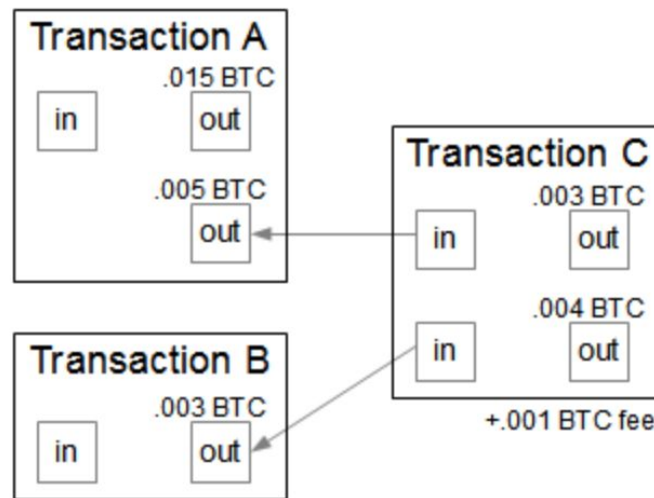 Transaction A
.015 BTC
in
out
.005 BTC
out
Transaction B
.003 BTC
in
out
Transaction C
.003 BTC
in
out
.004 BTC
in
out
+.001 BTC fee